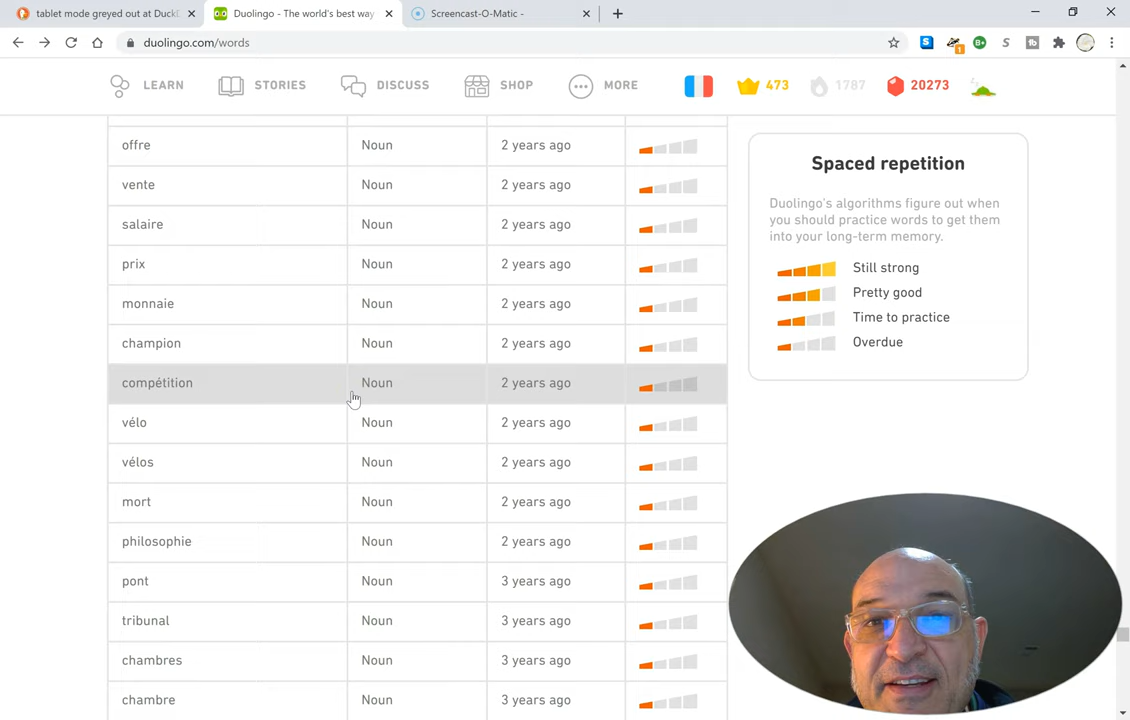 tablet mode greyed out at Duck
Duolingo - The world's best way
Screencast-O-Matic -
duolingo.com/words
1
LEARN STORIES DISCUSS SHOP MORE 473 1787 20273
offre Noun 2 years ago
vente Noun 2 years ago
salaire Noun 2 years ago
prix Noun 2 years ago
monnaie Noun 2 years ago
champion Noun 2 years ago
compétition Noun 2 years ago
vélo Noun 2 years ago
vélos Noun 2 years ago
mort Noun 2 years ago
philosophie Noun 2 years ago
pont Noun 3 years ago
tribunal Noun 3 years ago
chambres Noun 3 years ago
chambre Noun 3 years ago
Spaced repetition
Duolingo's algorithms figure out when
you should practice words to get them
into your long-term memory.
Still strong
Pretty good
Time to practice
Overdue